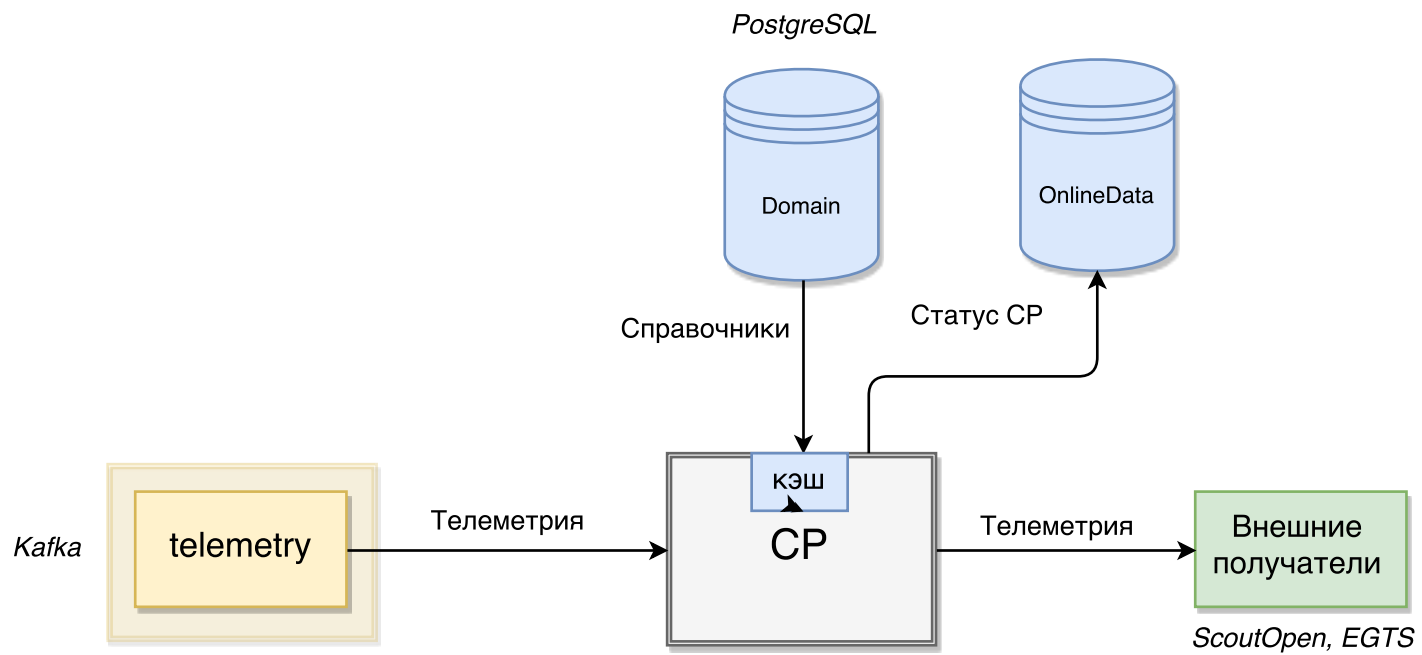 PostgreSQL
Domain
OnlineData
Справочники
Статус СР
кэш
Kafka
telemetry
Телеметрия
СР
Телеметрия
Внешние
получатели
ScoutOpen, EGTS